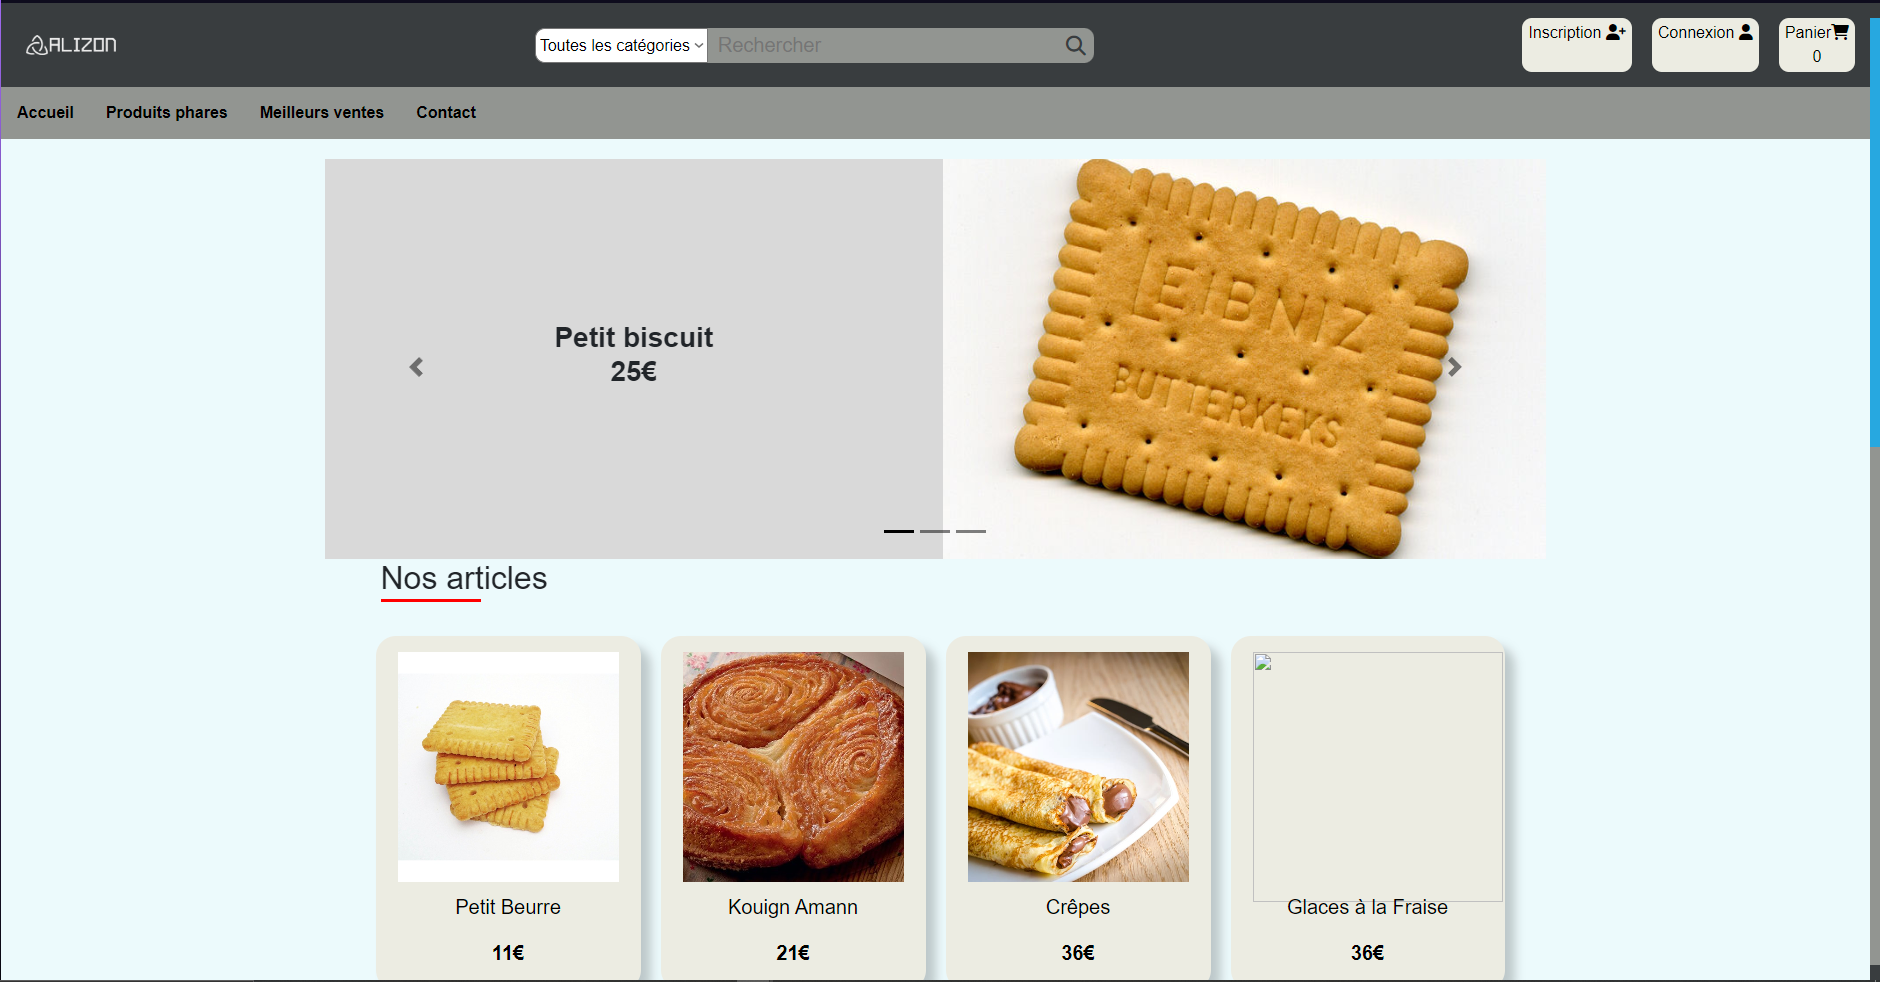 ALIZON
Toutes les catégories
Rechercher
Inscription
Connexion
Panier
0
Accueil
Produits phares
Meilleurs ventes
Contact
Petit biscuit
25€
LEIBNIZ
BUTTERKEKS
Nos articles
Petit Beurre
Kouign Amann
Crêpes
Glaces à la Fraise
11€
21€
36€
36€